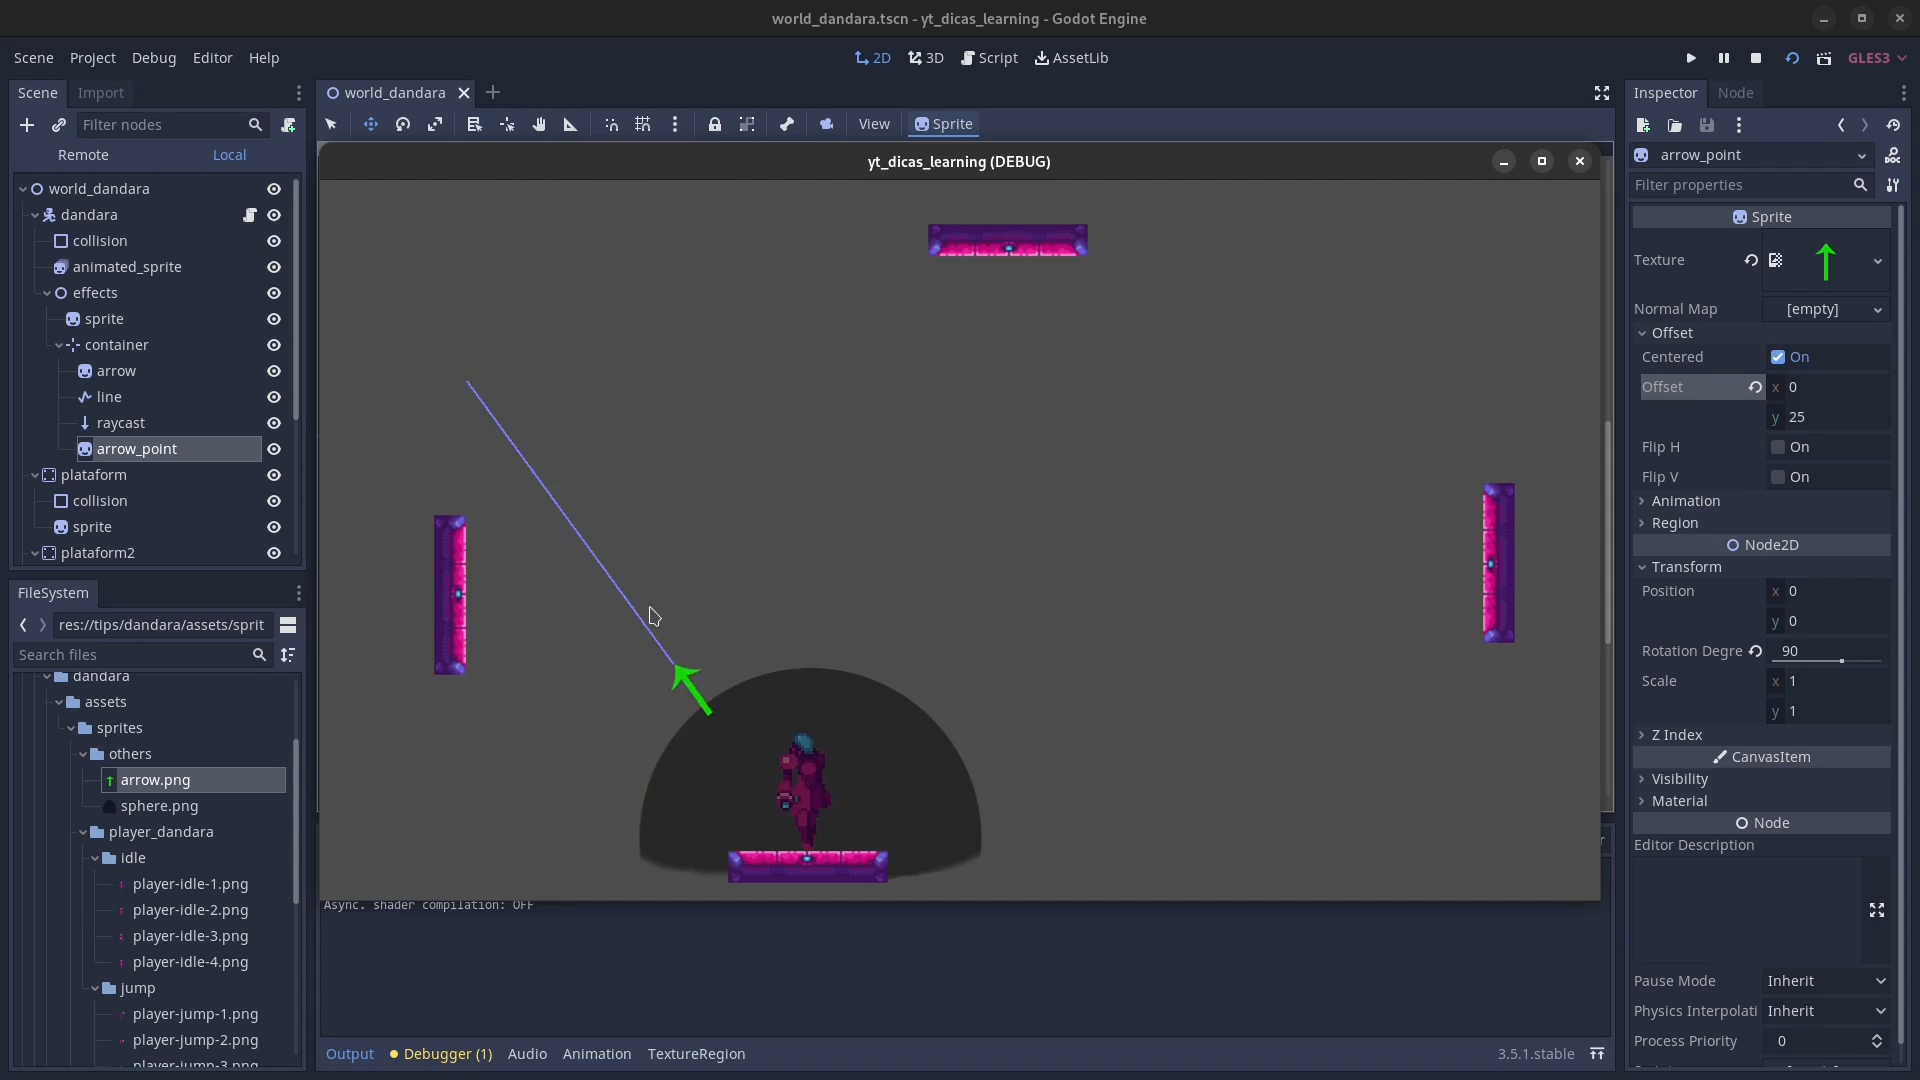 world_dandara.tscn - yt_dicas_learning - Godot Engine
Scene Project Debug Editor Help
2D 3D Script AssetLib
GLES3
Scene Import
Filter nodes
Remote Local
world_dandara
dandara
collision
animated_sprite
effects
sprite
container
arrow
line
raycast
arrow_point
plataform
collision
sprite
plataform2
FileSystem
res://tips/dandara/assets/sprit
Search files
dandara
assets
sprites
others
arrow.png
sphere.png
player_dandara
idle
player-idle-1.png
player-idle-2.png
player-idle-3.png
player-idle-4.png
jump
player-jump-1.png
player-jump-2.png
player-jump-3.png
world_dandara
View Sprite
yt_dicas_learning (DEBUG)
Async. shader compilation: OFF
Output Debugger (1) Audio Animation TextureRegion
3.5.1.stable
Inspector Node
arrow_point
Filter properties
Sprite
Texture
Normal Map [empty]
Offset
Centered On
Offset x 0
y 25
Flip H On
Flip V On
Animation
Region
Node2D
Transform
Position x 0
y 0
Rotation Degre 90
Scale x 1
y 1
Z Index
CanvasItem
Visibility
Material
Node
Editor Description
Pause Mode Inherit
Physics Interpolati Inherit
Process Priority 0